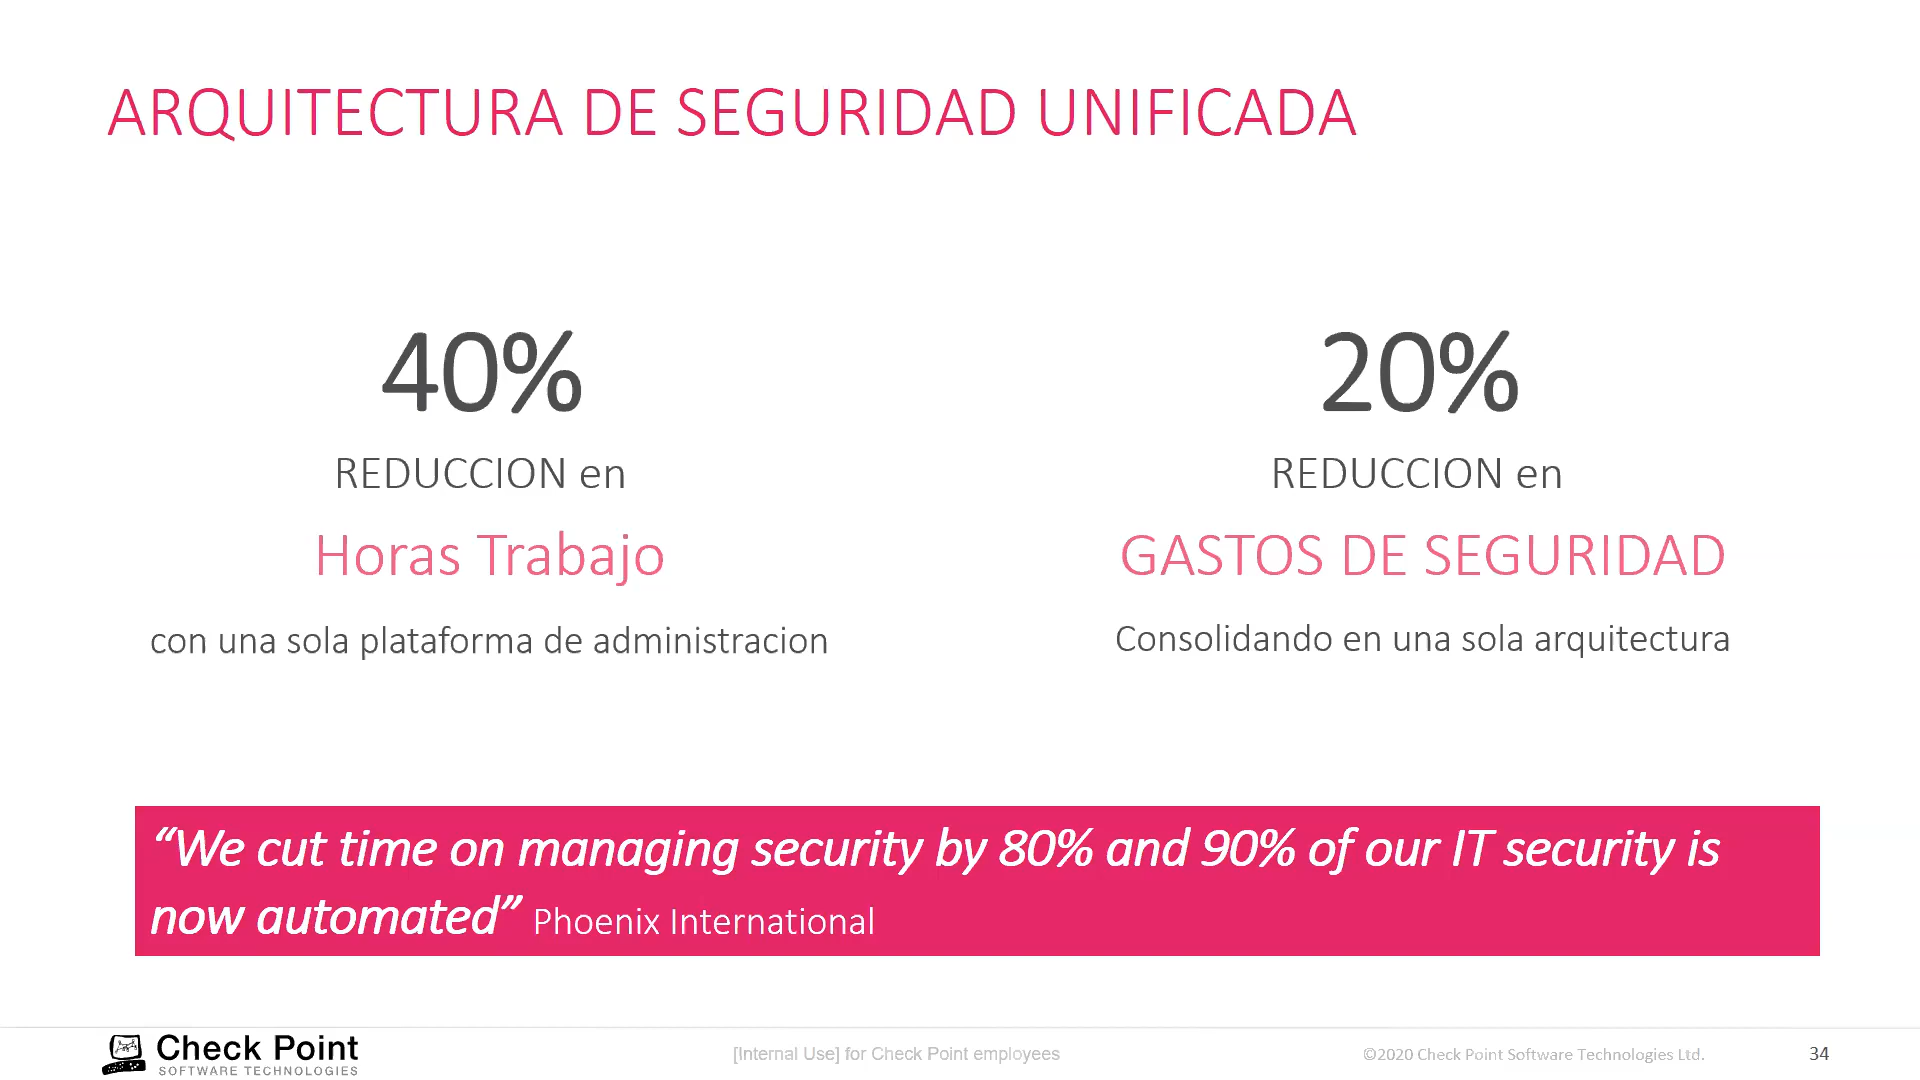 ARQUITECTURA DE SEGURIDAD UNIFICADA
40%
REDUCCION en
Horas Trabajo
con una sola plataforma de administracion
20%
REDUCCION en
GASTOS DE SEGURIDAD
Consolidando en una sola arquitectura
“We cut time on managing security by 80% and 90% of our IT security is
now automated” Phoenix International
Check Point
SOFTWARE TECHNOLOGIES
[Internal Use] for Check Point employees
©2020 Check Point Software Technologies Ltd.
34